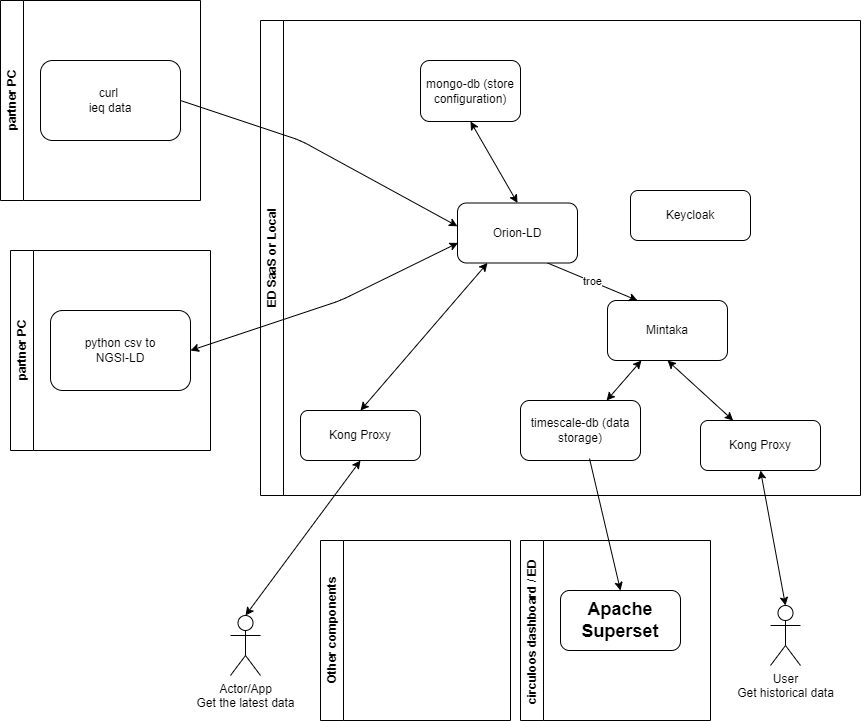 partner PC
curl
ieq data
partner PC
python csv to
NGSI-LD
ED SaaS or Local
mongo-db (store
configuration)
Orion-LD
Keycloak
troe
Mintaka
Kong Proxy
timescale-db (data
storage)
Kong Proxy
Other components
circuloos dashboard / ED
Apache
Superset
Actor/App
Get the latest data
User
Get historical data